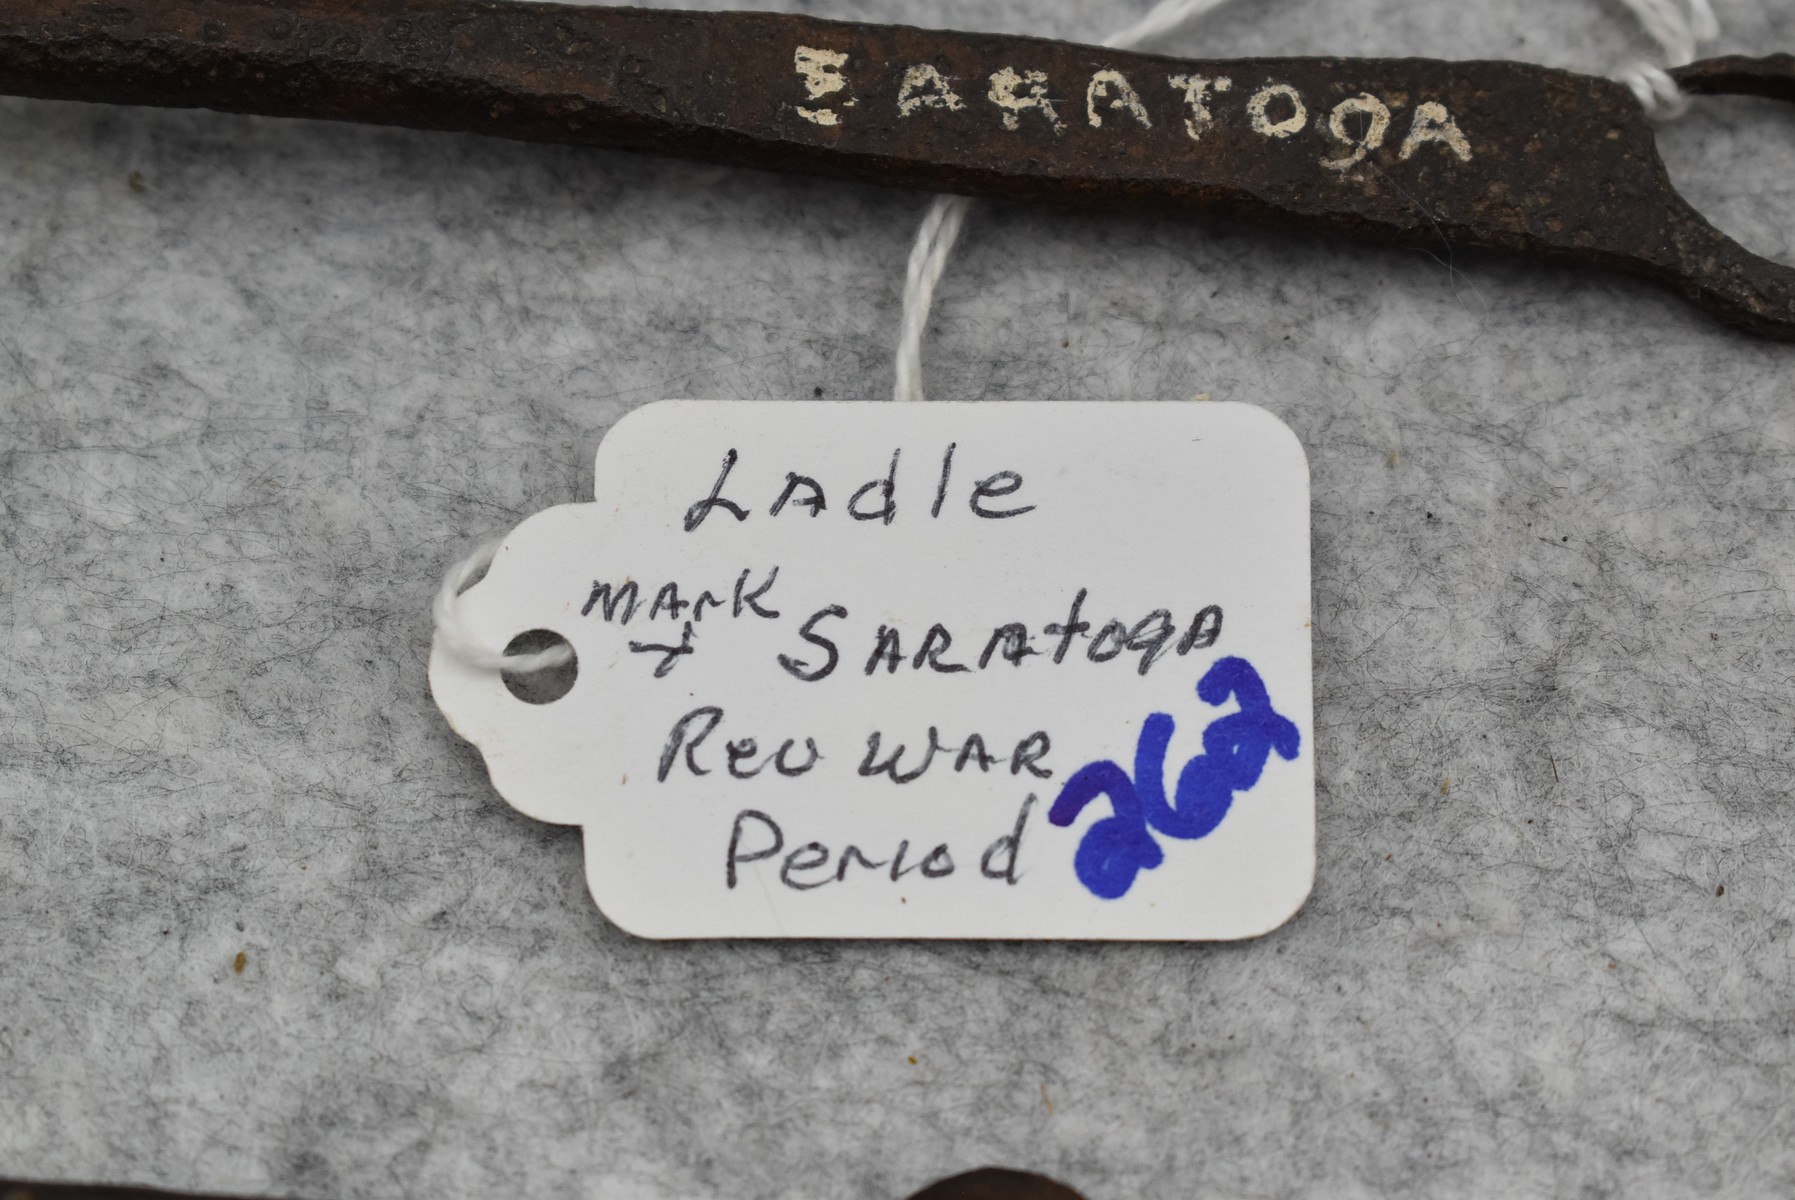 SARATOGA
LAdle
MArK
SARAtogA
Rev WAR
Period
262